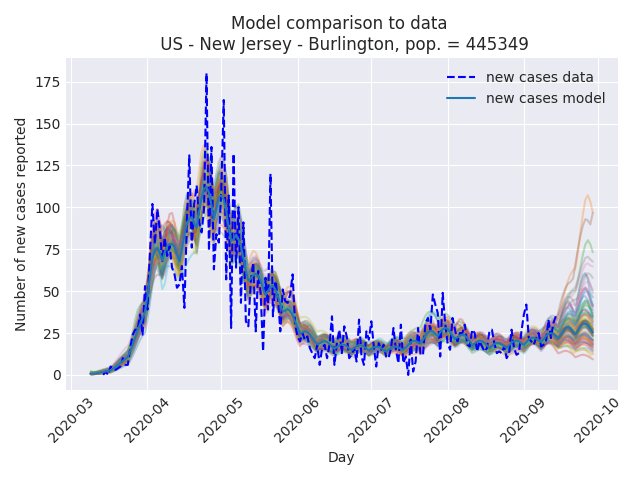 Model comparison to data
US - New Jersey - Burlington, pop. = 445349
new cases data
new cases model
Number of new cases reported
175
150
125
100
75
50
25
0
2020-03
2020-04
2020-05
2020-06
2020-07
2020-08
2020-09
2020-10
Day